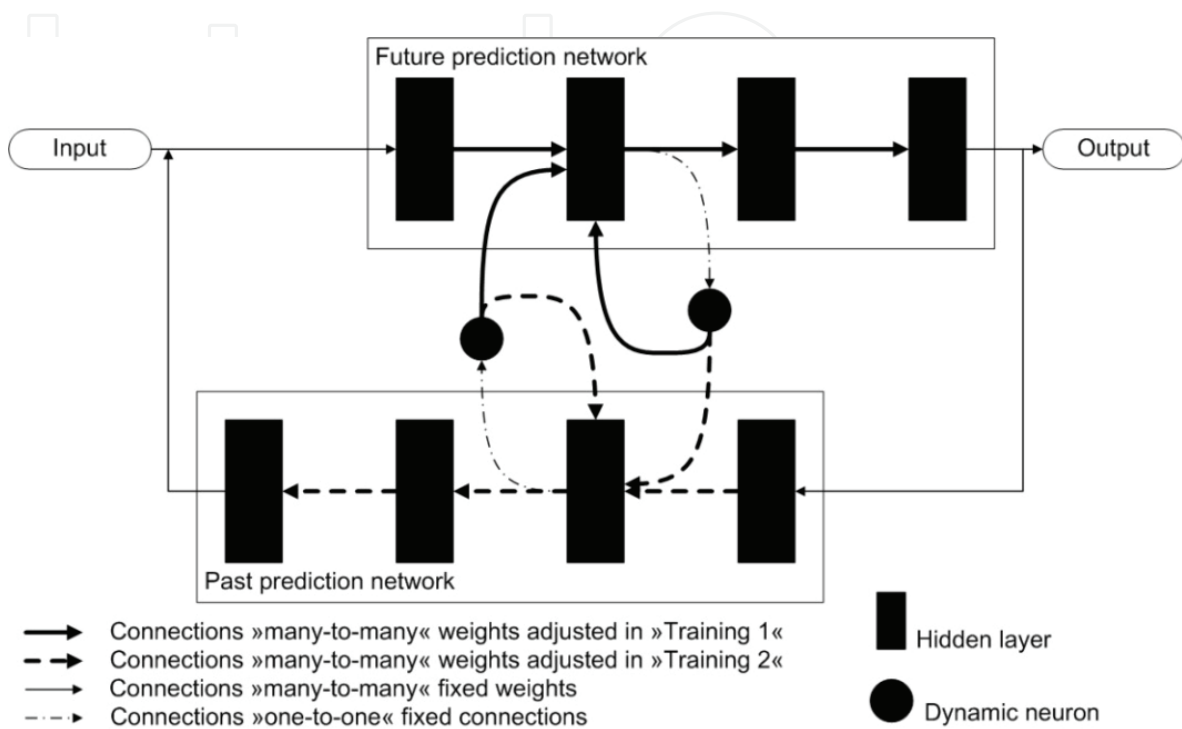 Future prediction network
Input
Output
Past prediction network
Connections »many-to-many« weights adjusted in »Training 1«
Connections »many-to-many« weights adjusted in »Training 2«
Connections »many-to-many« fixed weights
Connections »one-to-one« fixed connections
Hidden layer
Dynamic neuron